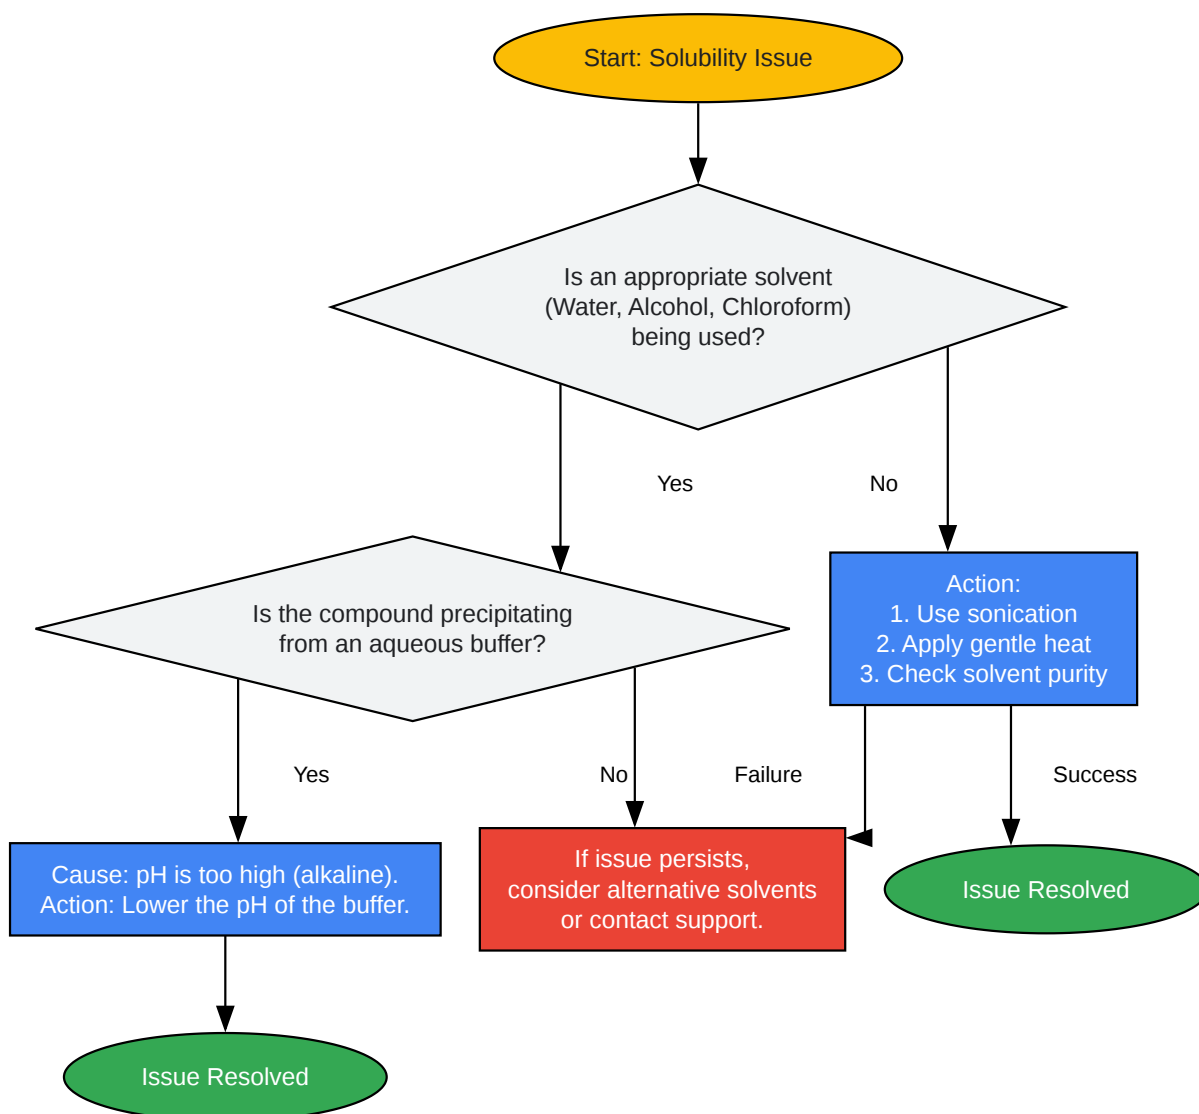 Start: Solubility Issue
Is an appropriate solvent
(Water, Alcohol, Chloroform)
being used?
Yes
No
Is the compound precipitating
from an aqueous buffer?
Action:
1. Use sonication
2. Apply gentle heat
3. Check solvent purity
Yes
No
Failure
Success
Cause: pH is too high (alkaline).
Action: Lower the pH of the buffer.
If issue persists,
consider alternative solvents
or contact support.
Issue Resolved
Issue Resolved